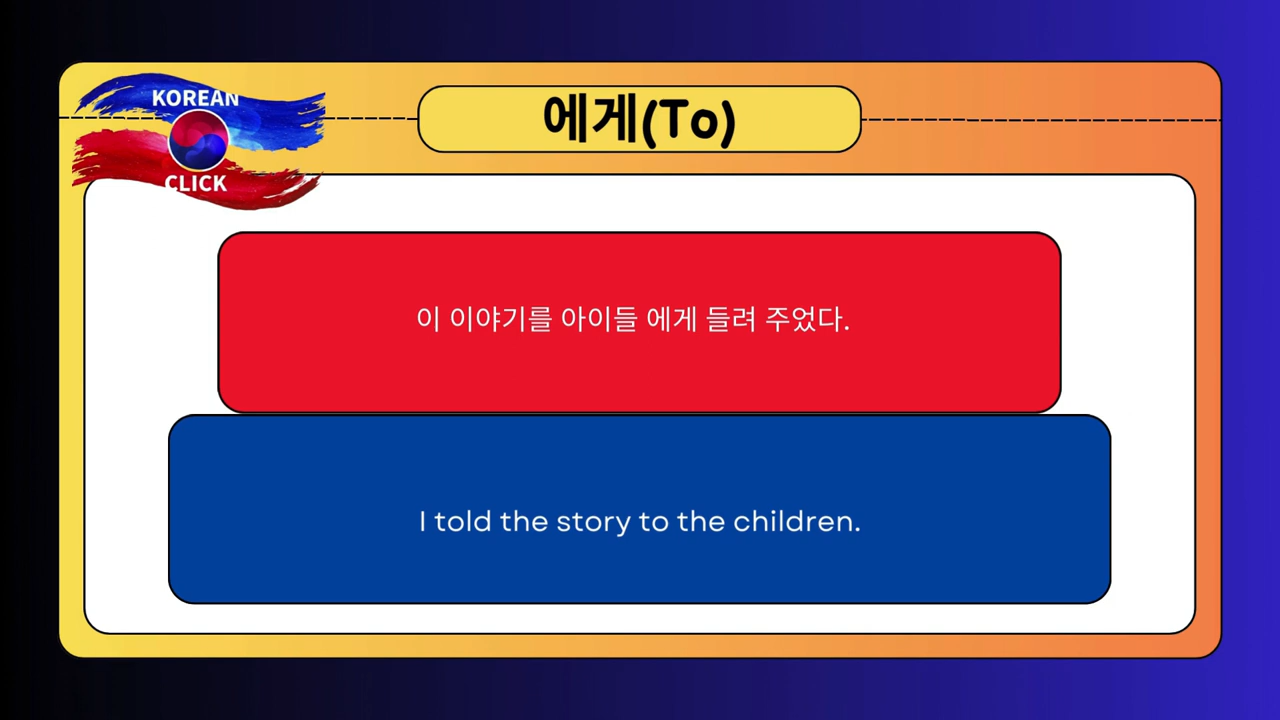 KOREAN
CLICK
에게(To)
이 이야기를 아이들 에게 들려 주었다.
I told the story to the children.